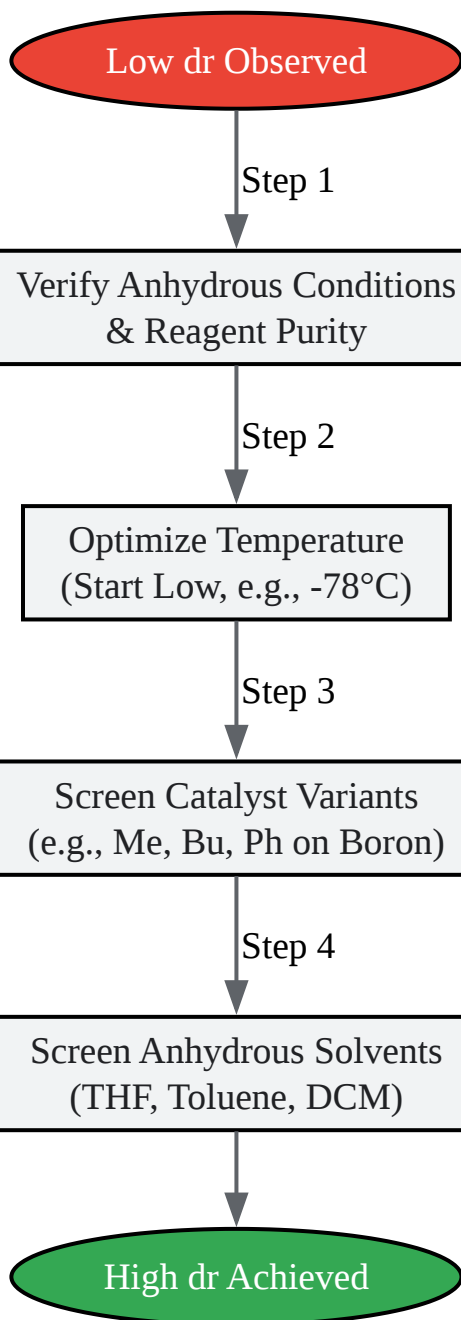 Low dr Observed
Step 1
Verify Anhydrous Conditions
& Reagent Purity
Step 2
Optimize Temperature
(Start Low, e.g., -78°C)
Step 3
Screen Catalyst Variants
(e.g., Me, Bu, Ph on Boron)
Step 4
Screen Anhydrous Solvents
(THF, Toluene, DCM)
High dr Achieved